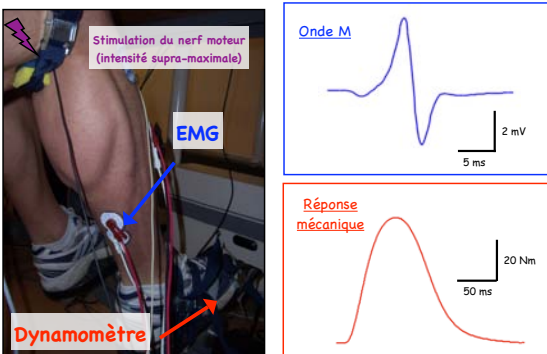 Stimulation du nerf moteur
(intensité supra-maximale)
EMG
Dynamomètre
Onde M
2 mV
5 ms
Réponse
mécanique
20 Nm
50 ms